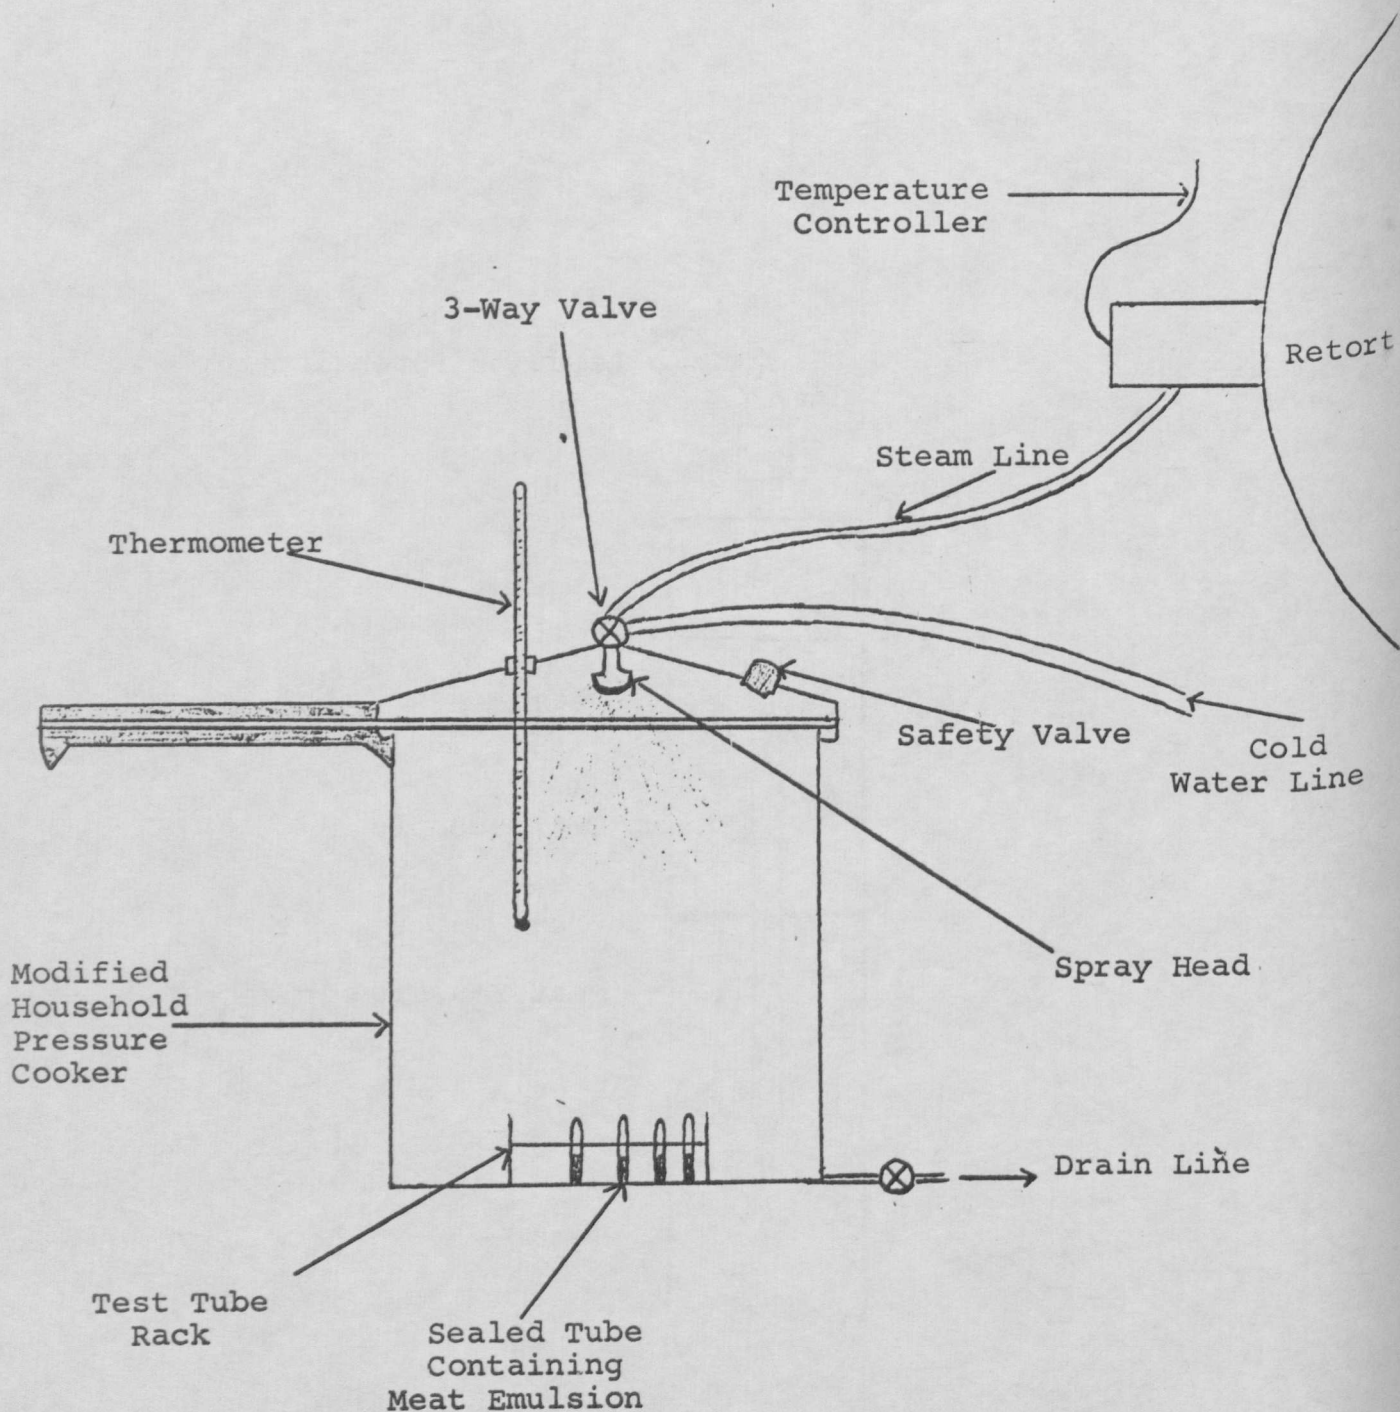 Temperature
Controller
3-Way Valve
Retort
Steam Line
Thermometer
Safety Valve
Cold
Water Line
Spray Head
Modified
Household
Pressure
Cooker
Drain Line
Test Tube
Rack
Sealed Tube
Containing
Meat Emulsion